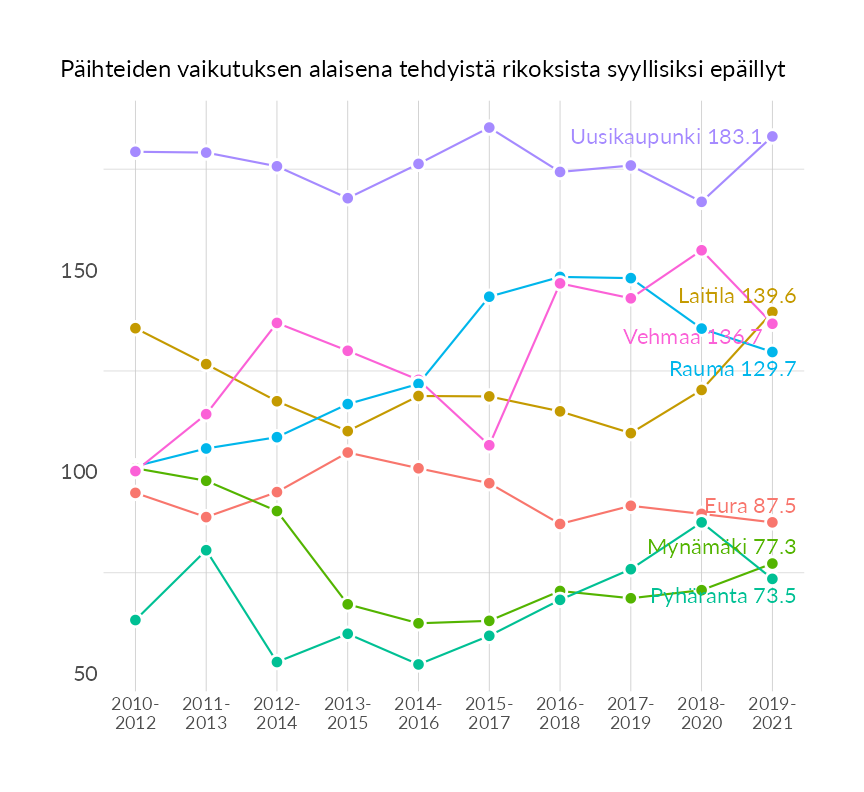 Päihteiden vaikutuksen alaisena tehdyistä rikoksista syyllisiksi epäillyt
Uusikaupunki 183.1
150
Laitila 139.6
Vehmaa 136.7
Rauma 129.7
100
Eura 87.5
Mynämäki 77.3
Pyhäranta 73.5
50
2010- 2011- 2012- 2013- 2014- 2015- 2016- 2017- 2018- 2019-
2012 2013 2014 2015 2016 2017 2018 2019 2020 2021